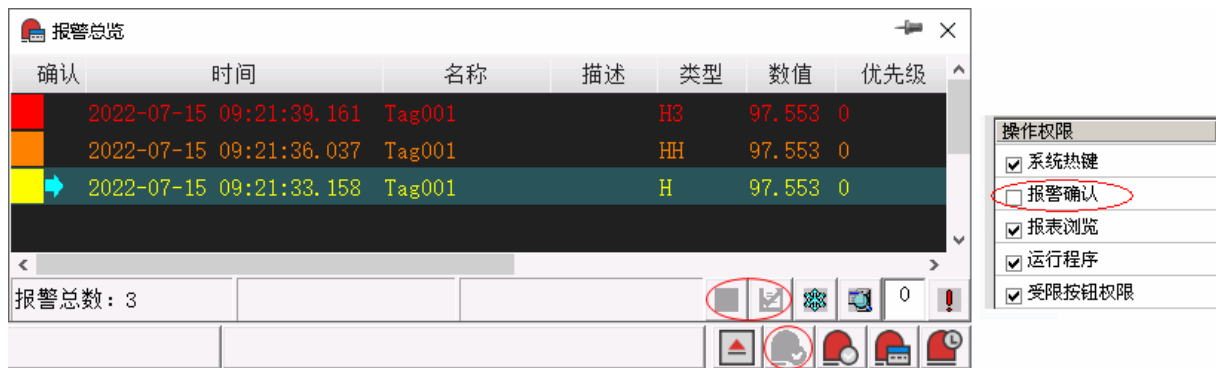 报警总览
确认 时间 名称 描述 类型 数值 优先级
2022-07-15 09:21:39.161 Tag001 H3 97.553 0
2022-07-15 09:21:36.037 Tag001 HH 97.553 0
2022-07-15 09:21:33.158 Tag001 H 97.553 0
报警总数: 3 0
操作权限
系统热键
报警确认
报表浏览
运行程序
受限按钮权限